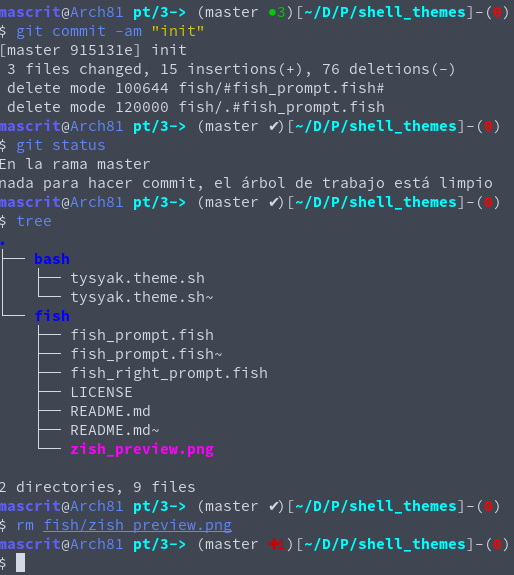 mascrit@Arch81 pt/3-> (master ●3)[~/D/P/shell_themes]-(0)
$ git commit -am "init"
[master 915131e] init
 3 files changed, 15 insertions(+), 76 deletions(-)
 delete mode 100644 fish/#fish_prompt.fish#
 delete mode 120000 fish/.#fish_prompt.fish
mascrit@Arch81 pt/3-> (master ✔)[~/D/P/shell_themes]-(0)
$ git status
En la rama master
nada para hacer commit, el árbol de trabajo está limpio
mascrit@Arch81 pt/3-> (master ✔)[~/D/P/shell_themes]-(0)
$ tree
.
├── bash
│   ├── tysyak.theme.sh
│   └── tysyak.theme.sh~
└── fish
    ├── fish_prompt.fish
    ├── fish_prompt.fish~
    ├── fish_right_prompt.fish
    ├── LICENSE
    ├── README.md
    ├── README.md~
    └── zish_preview.png

2 directories, 9 files
mascrit@Arch81 pt/3-> (master ✔)[~/D/P/shell_themes]-(0)
$ rm fish/zish_preview.png
mascrit@Arch81 pt/3-> (master ✚1)[~/D/P/shell_themes]-(0)
$